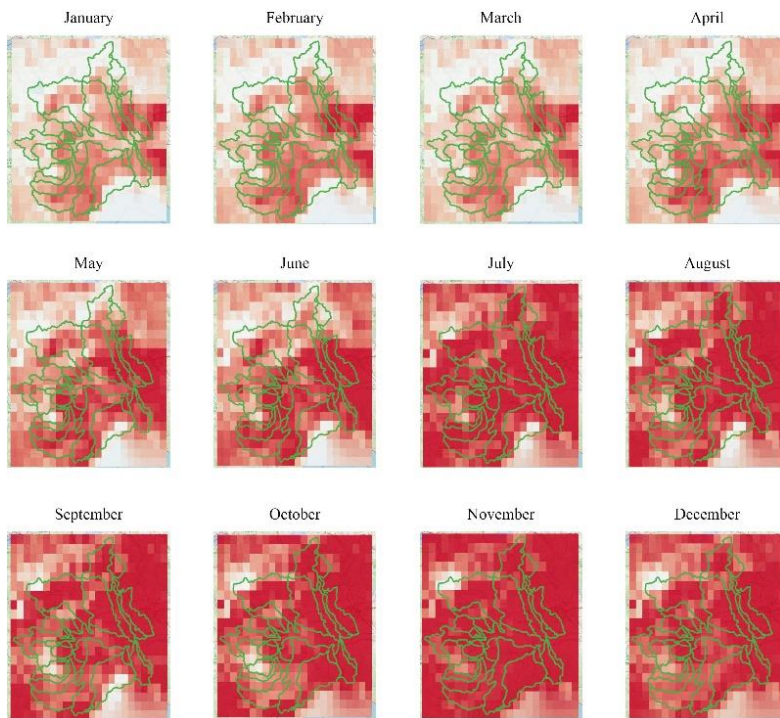 January February March April
May June July August
September October November December